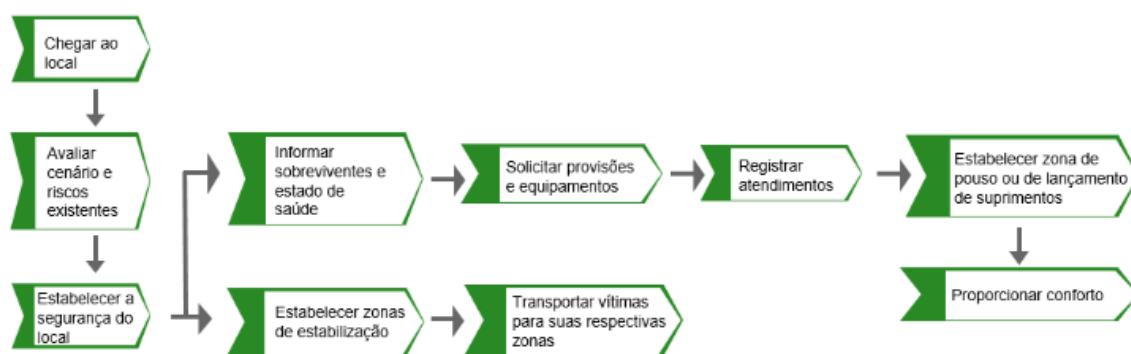 Chegar ao
local
Avaliar
cenário e
riscos
existentes
Estabelecer a
segurança do
local
Informar
sobreviventes e
estado de
saúde
Solicitar provisões
e equipamentos
Registrar
atendimentos
Estabelecer zona de
pouso ou de lançamento
de suprimentos
Proporcionar conforto
Estabelecer zonas
de estabilização
Transportar vítimas
para suas respectivas
zonas